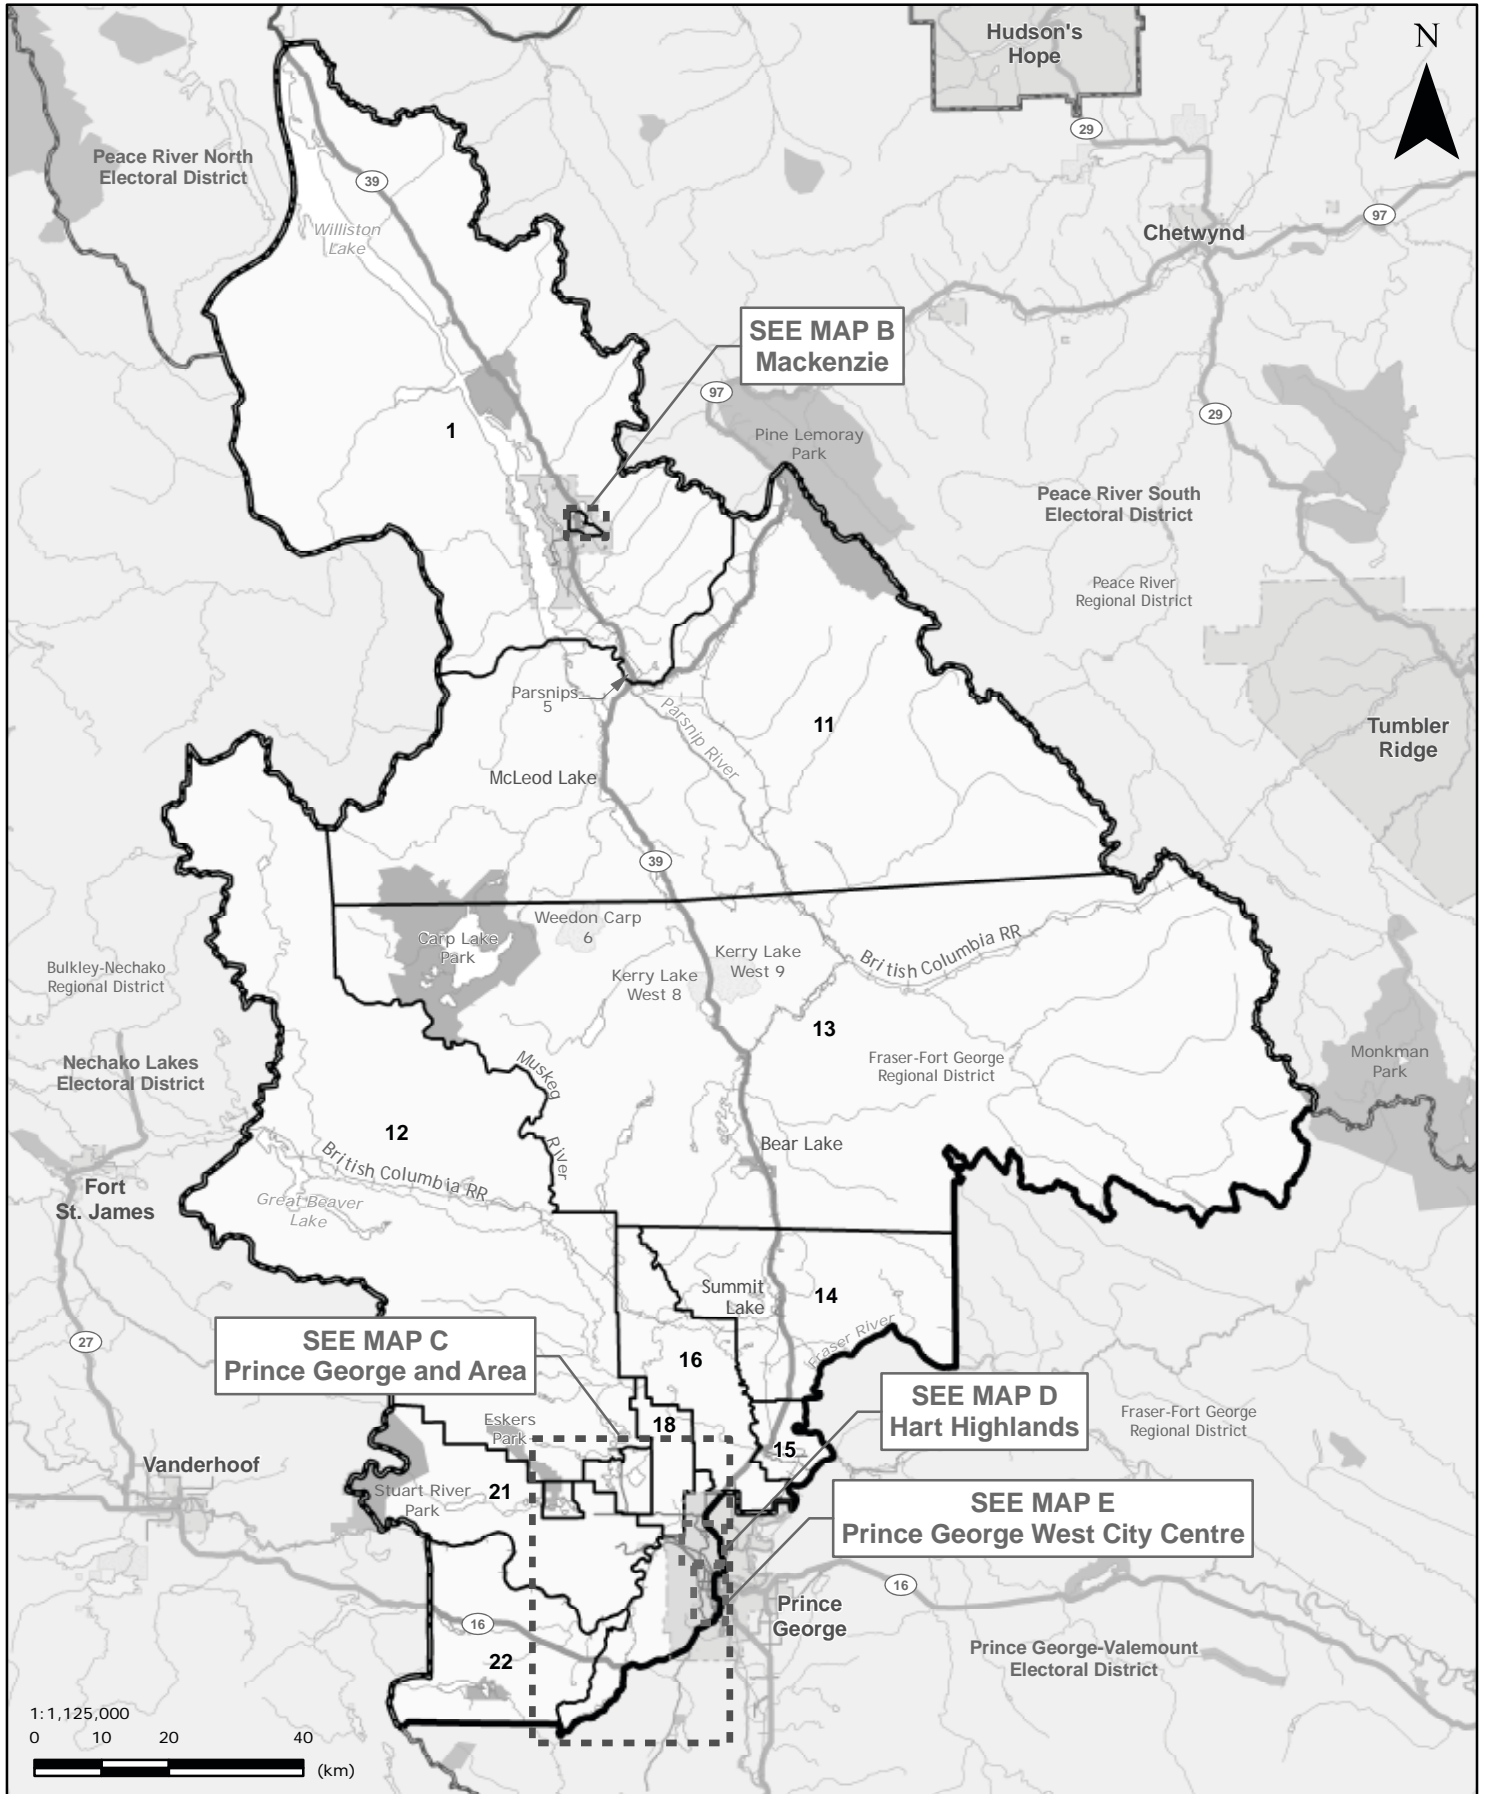 Hudson's
Hope
N
29
Peace River North
Electoral District
39
97
Williston
Lake
Chetwynd
SEE MAP B
Mackenzie
97
29
1
Pine Lemoray
Park
Peace River South
Electoral District
Peace River
Regional District
Parsnips
5
Parsnip River
11
Tumbler
Ridge
McLeod Lake
39
Weedon Carp
6
Carp Lake
Park
British Columbia RR
Kerry Lake
West 9
Kerry Lake
West 8
Bulkley-Nechako
Regional District
13
Nechako Lakes
Electoral District
Muskeg
River
Fraser-Fort George
Regional District
Monkman
Park
12
Bear Lake
British Columbia RR
Fort
St. James
Great Beaver
Lake
Summit
Lake
14
Fraser River
27
SEE MAP C
Prince George and Area
16
SEE MAP D
Hart Highlands
Eskers
Park
18
Fraser-Fort George
Regional District
15
Vanderhoof
Stuart River
Park
21
SEE MAP E
Prince George West City Centre
16
Prince
George
16
Prince George-Valemount
Electoral District
22
1:1,125,000
0 10 20 40
(km)